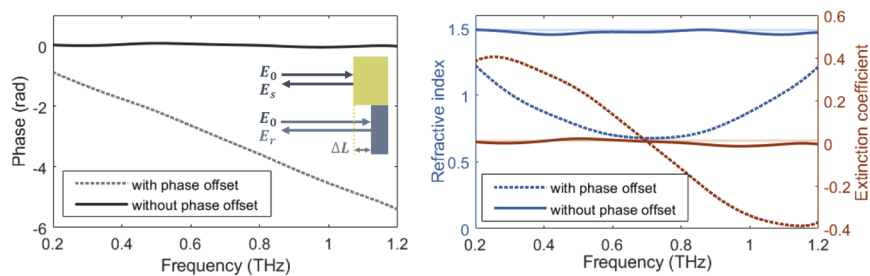 0
-2
-4
-6
Phase (rad)
E0
Es
E0
Er
ΔL
with phase offset
without phase offset
0.2 0.4 0.6 0.8 1 1.2
Frequency (THz)
1.5
1
0.5
0
Refractive index
with phase offset
without phase offset
0.2 0.4 0.6 0.8 1 1.2
Frequency (THz)
0.6
0.4
0.2
0
-0.2
-0.4
Extinction coefficient